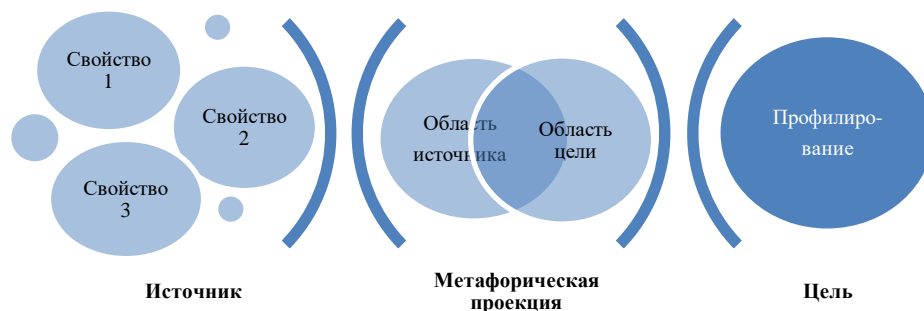 Свойство
1
Свойство
2
Свойство
3
Область
источника
Область
цели
Профилиро-
вание
Источник
Метафорическая
проекция
Цель